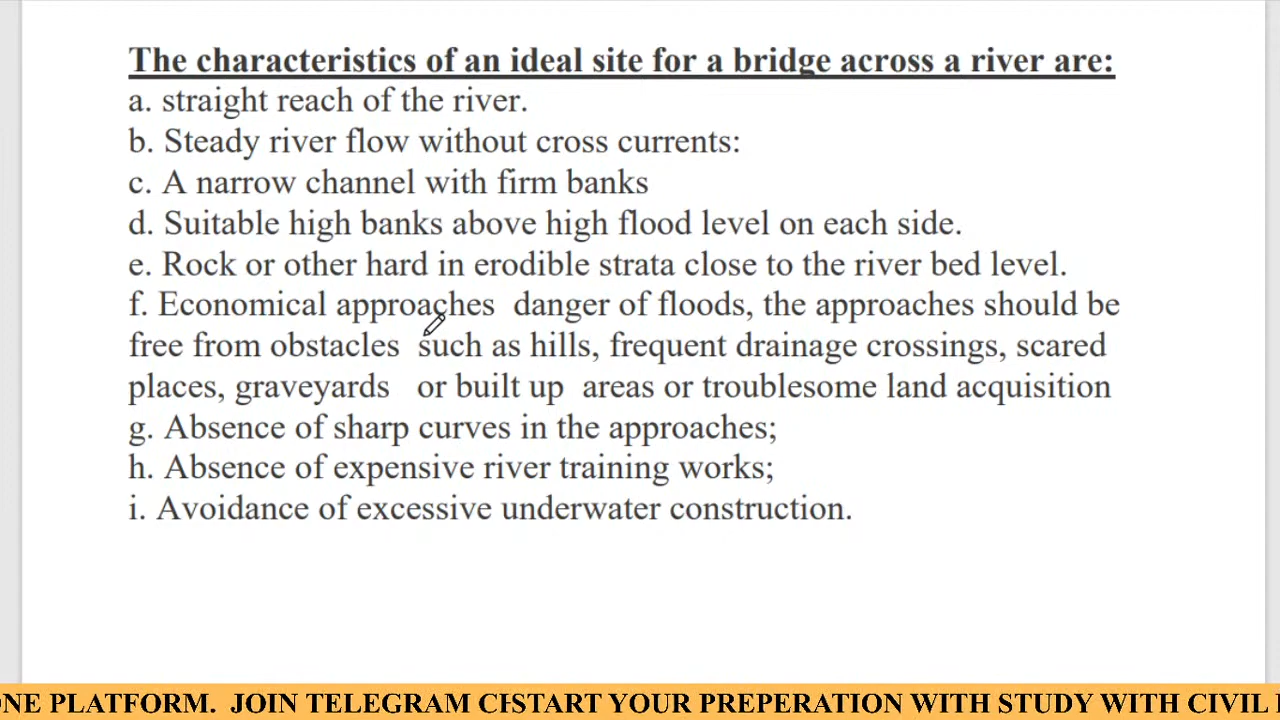 The characteristics of an ideal site for a bridge across a river are:
a. straight reach of the river.
b. Steady river flow without cross currents:
c. A narrow channel with firm banks
d. Suitable high banks above high flood level on each side.
e. Rock or other hard in erodible strata close to the river bed level.
f. Economical approaches danger of floods, the approaches should be
free from obstacles such as hills, frequent drainage crossings, scared
places, graveyards or built up areas or troublesome land acquisition
g. Absence of sharp curves in the approaches;
h. Absence of expensive river training works;
i. Avoidance of excessive underwater construction.
PLATFORM. JOIN TELEGRAM START YOUR PREPERATION WITH STUDY WITH CIVIL